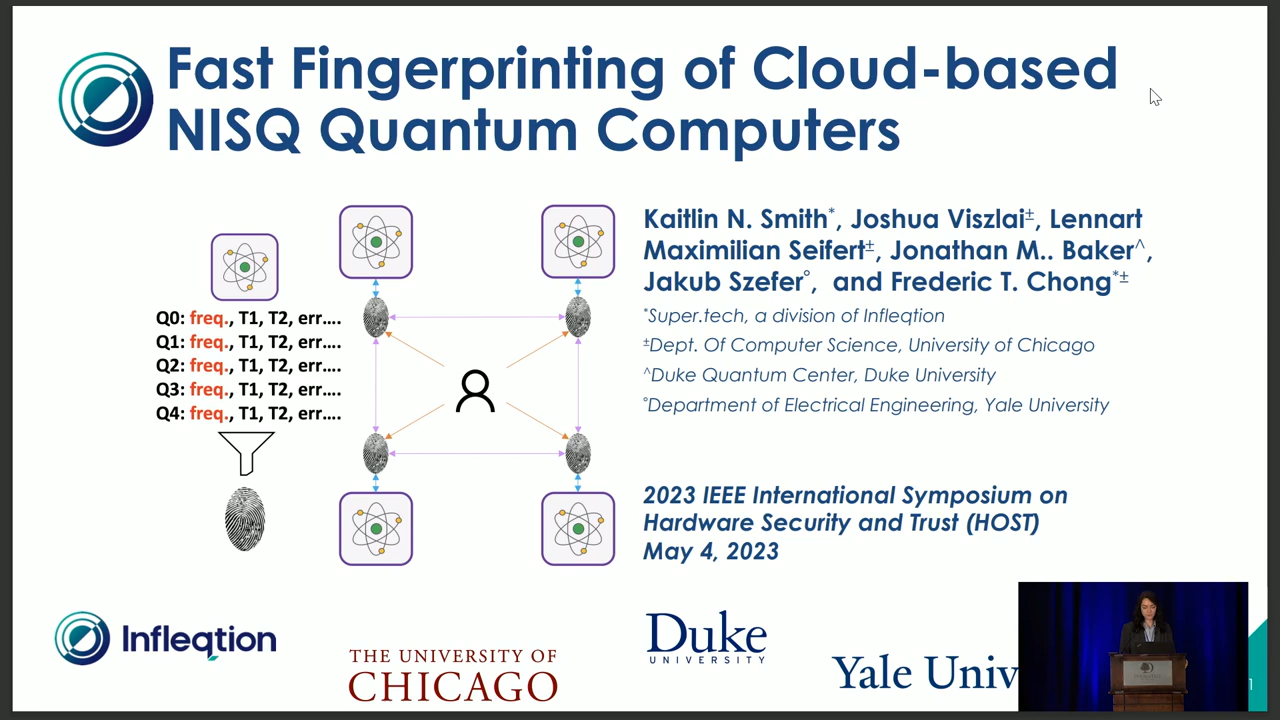 Fast Fingerprinting of Cloud-based
NISQ Quantum Computers
Q0: freq., T1, T2, err....
Q1: freq., T1, T2, err....
Q2: freq., T1, T2, err....
Q3: freq., T1, T2, err....
Q4: freq., T1, T2, err....
Kaitlin N. Smith*, Joshua Viszlai±, Lennart
Maximilian Seifert±, Jonathan M.. Baker^,
Jakub Szefer°, and Frederic T. Chong*±
*Super.tech, a division of Infleqtion
±Dept. Of Computer Science, University of Chicago
^Duke Quantum Center, Duke University
°Department of Electrical Engineering, Yale University
2023 IEEE International Symposium on
Hardware Security and Trust (HOST)
May 4, 2023
Infleqtion
THE UNIVERSITY OF
CHICAGO
Duke
UNIVERSITY
Yale Univ
1